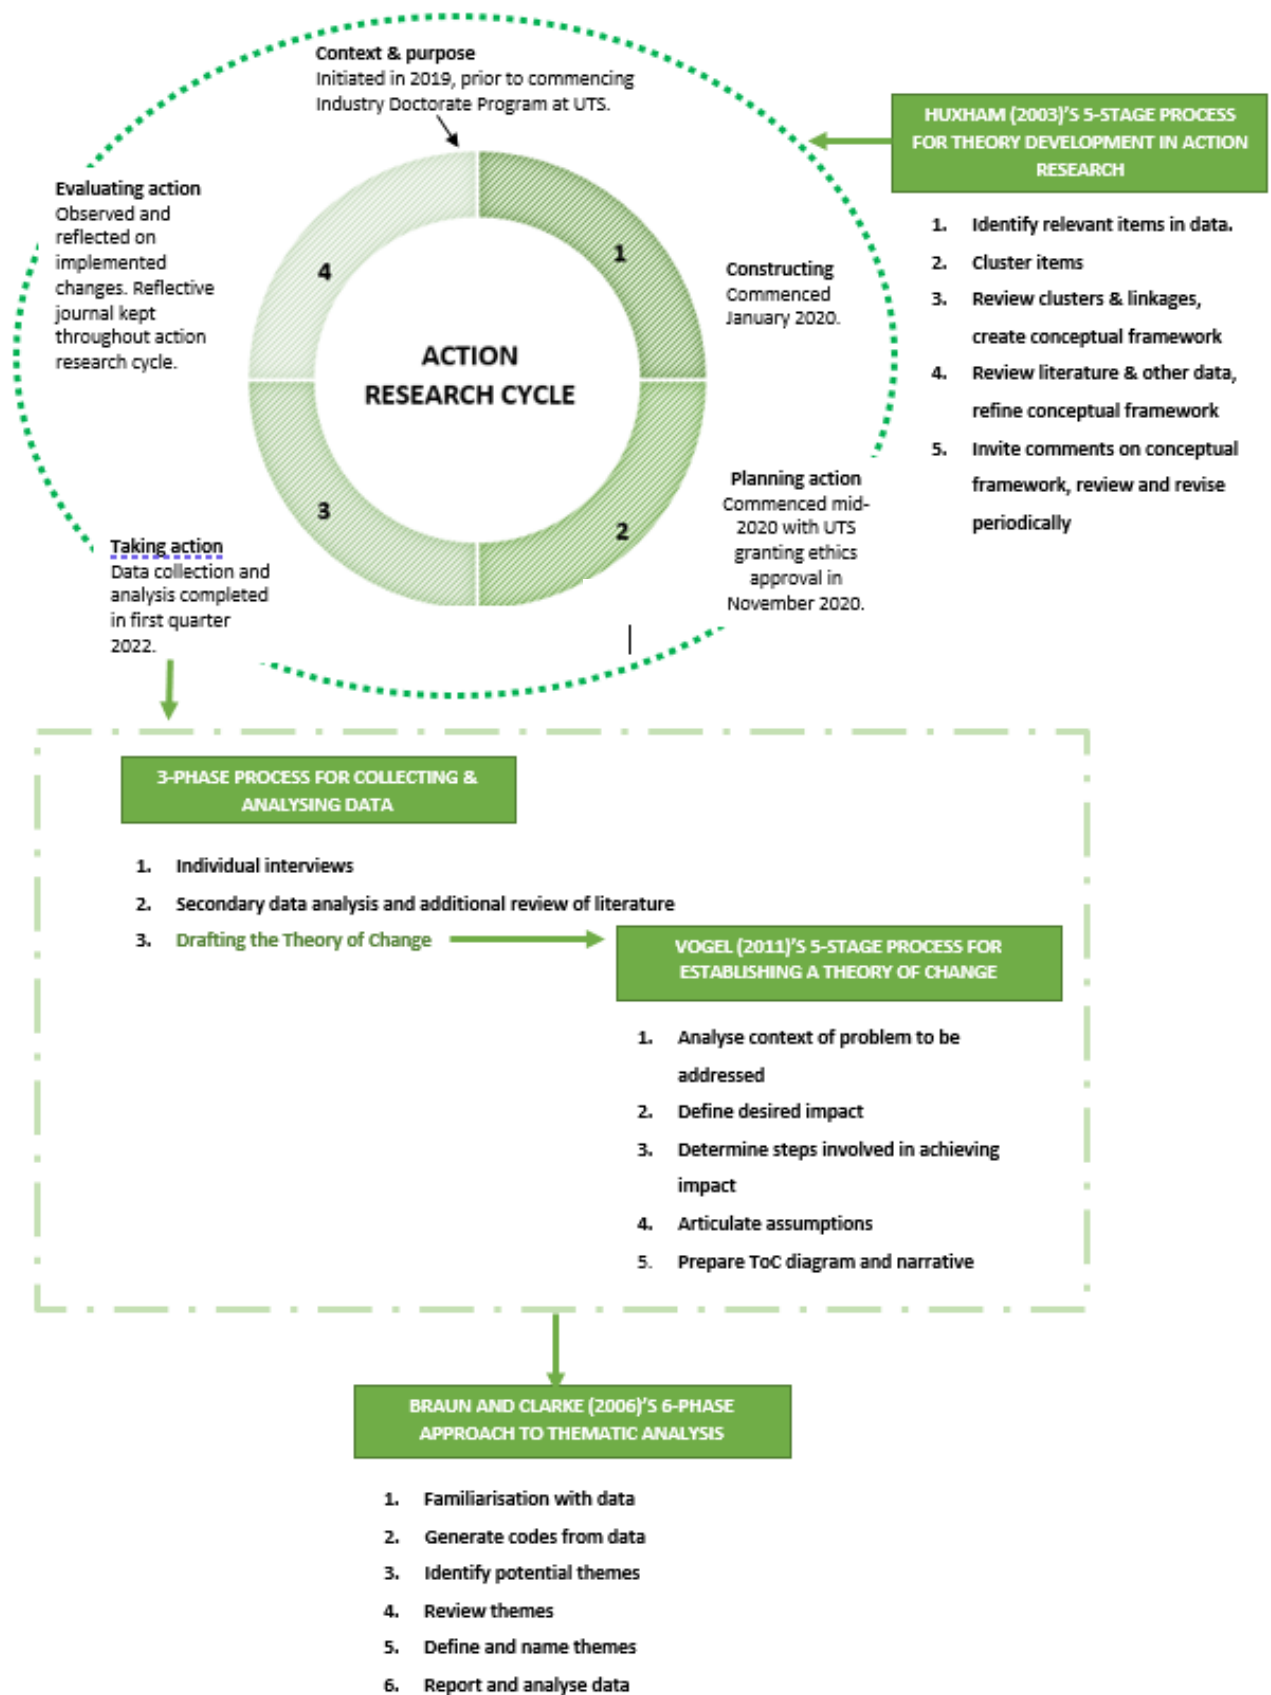 Context & purpose
Initiated in 2019, prior to commencing
Industry Doctorate Program at UTS.
HUXHAM (2003)'S 5-STAGE PROCESS
FOR THEORY DEVELOPMENT IN ACTION
RESEARCH
1. Identify relevant items in data.
2. Cluster items
3. Review clusters & linkages,
create conceptual framework
4. Review literature & other data,
refine conceptual framework
5. Invite comments on conceptual
framework, review and revise
periodically
Evaluating action
Observed and
reflected on
implemented
changes. Reflective
journal kept
throughout action
research cycle.
4
1
Constructing
Commenced
January 2020.
ACTION
RESEARCH CYCLE
3
2
Planning action
Commenced mid-
2020 with UTS
granting ethics
approval in
November 2020.
Taking action
Data collection and
analysis completed
in first quarter
2022.
3-PHASE PROCESS FOR COLLECTING &
ANALYSING DATA
1. Individual interviews
2. Secondary data analysis and additional review of literature
3. Drafting the Theory of Change
VOGEL (2011)'S 5-STAGE PROCESS FOR
ESTABLISHING A THEORY OF CHANGE
1. Analyse context of problem to be
addressed
2. Define desired impact
3. Determine steps involved in achieving
impact
4. Articulate assumptions
5. Prepare ToC diagram and narrative
BRAUN AND CLARKE (2006)'S 6-PHASE
APPROACH TO THEMATIC ANALYSIS
1. Familiarisation with data
2. Generate codes from data
3. Identify potential themes
4. Review themes
5. Define and name themes
6. Report and analyse data